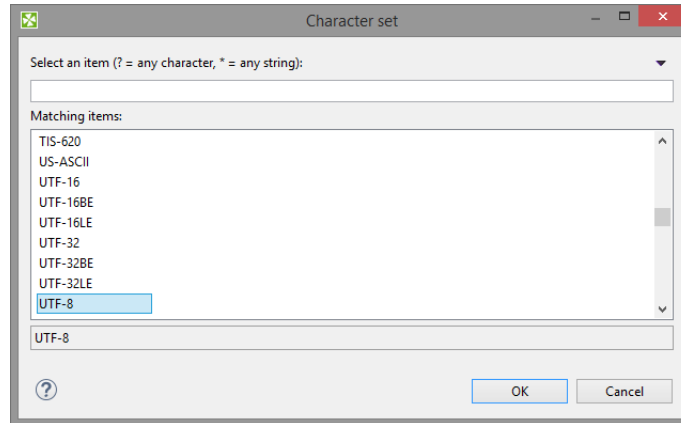 Character set
Select an item (? = any character, * = any string):
Matching items:
TIS-620
US-ASCII
UTF-16
UTF-16BE
UTF-16LE
UTF-32
UTF-32BE
UTF-32LE
UTF-8
UTF-8
OK Cancel